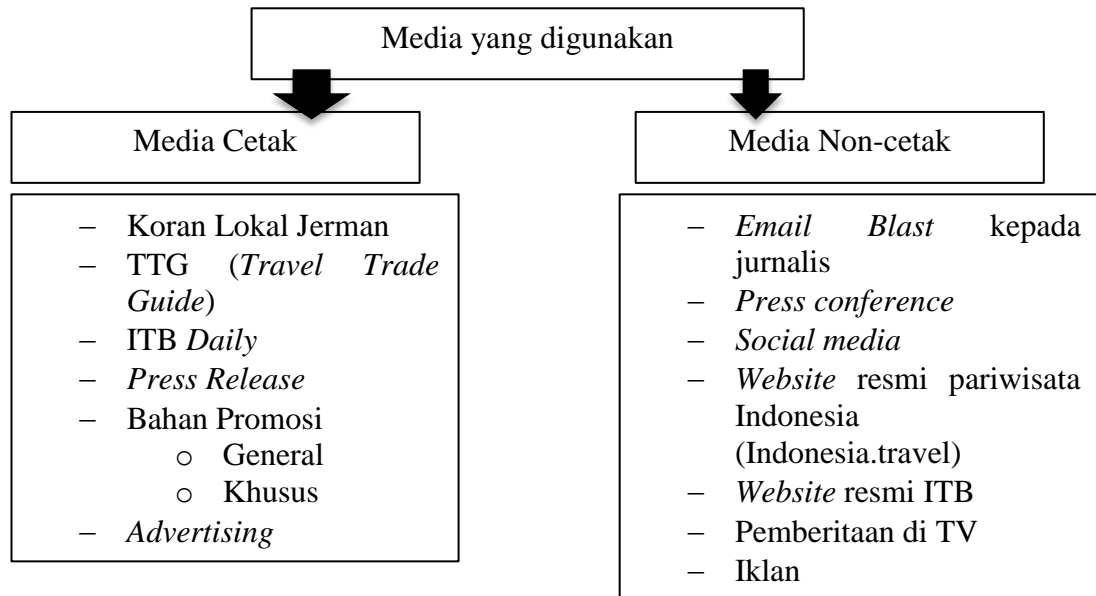 Media yang digunakan
Media Cetak
– Koran Lokal Jerman
– TTG (Travel Trade
Guide)
– ITB Daily
– Press Release
– Bahan Promosi
o General
o Khusus
– Advertising
Media Non-cetak
– Email Blast kepada
jurnalis
– Press conference
– Social media
– Website resmi pariwisata
Indonesia
(Indonesia.travel)
– Website resmi ITB
– Pemberitaan di TV
– Iklan